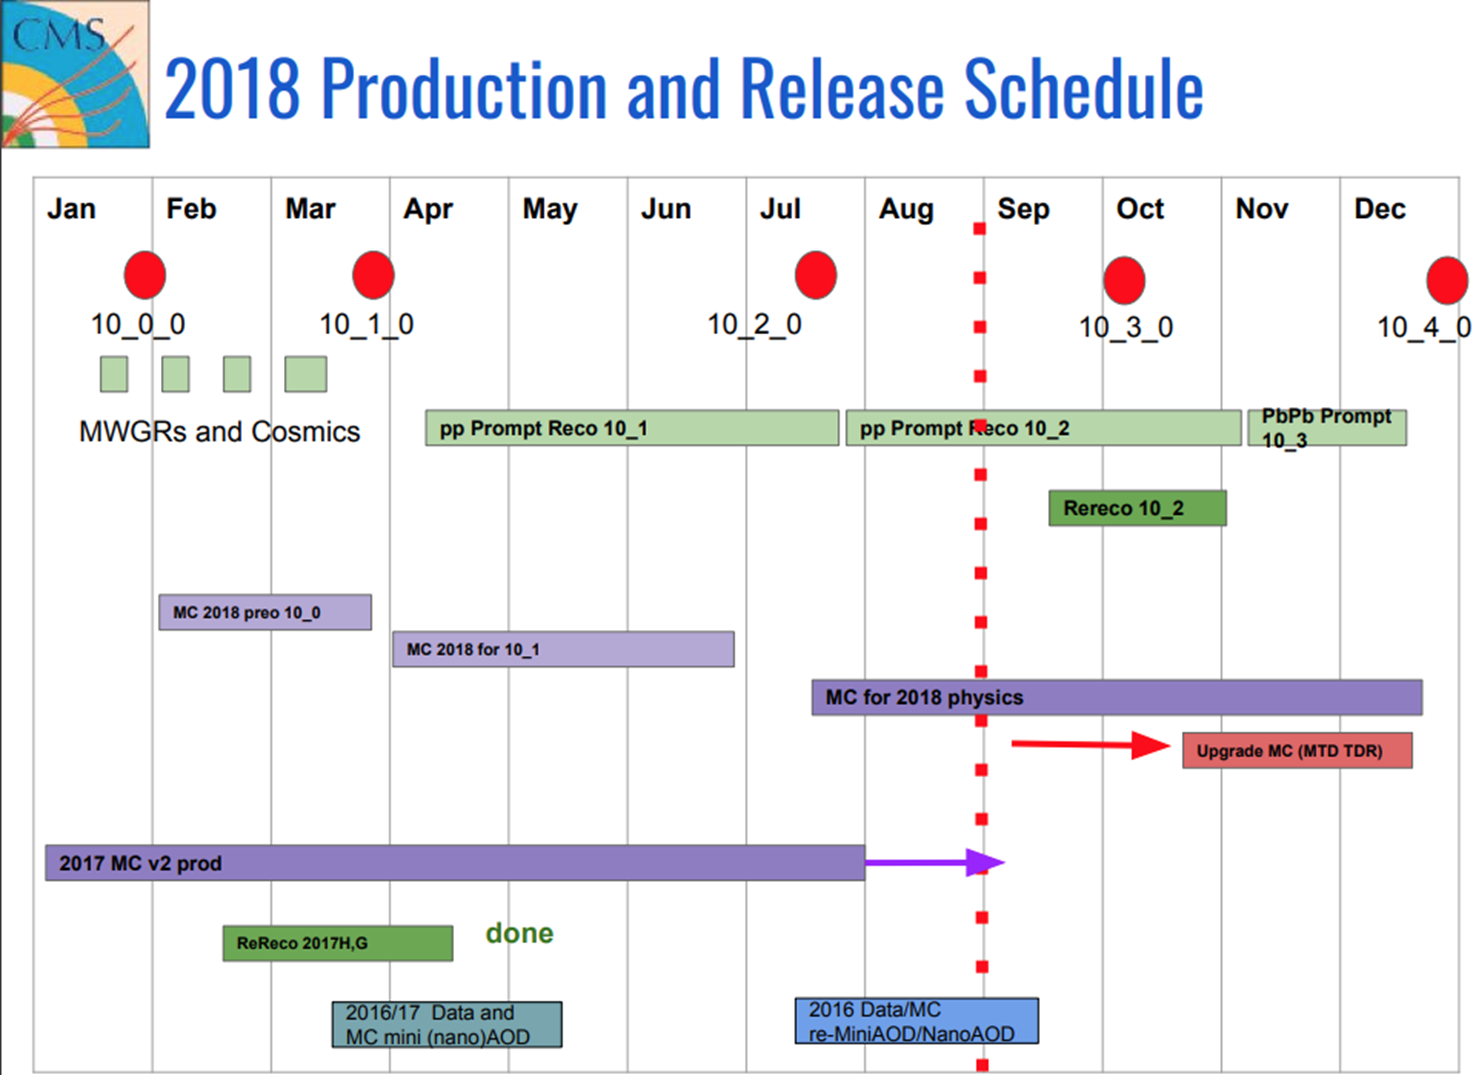 CMS
2018 Production and Release Schedule
Jan Feb Mar Apr May Jun Jul Aug Sep Oct Nov Dec
10_0_0 10_1_0 10_2_0 10_3_0 10_4_0
MWGRs and Cosmics
pp Prompt Reco 10_1
pp Prompt Reco 10_2
PbPb Prompt
10_3
Rereco 10_2
MC 2018 preo 10_0
MC 2018 for 10_1
MC for 2018 physics
Upgrade MC (MTD TDR)
2017 MC v2 prod
ReReco 2017H,G
done
2016/17 Data and
MC mini (nano)AOD
2016 Data/MC
re-MiniAOD/NanoAOD